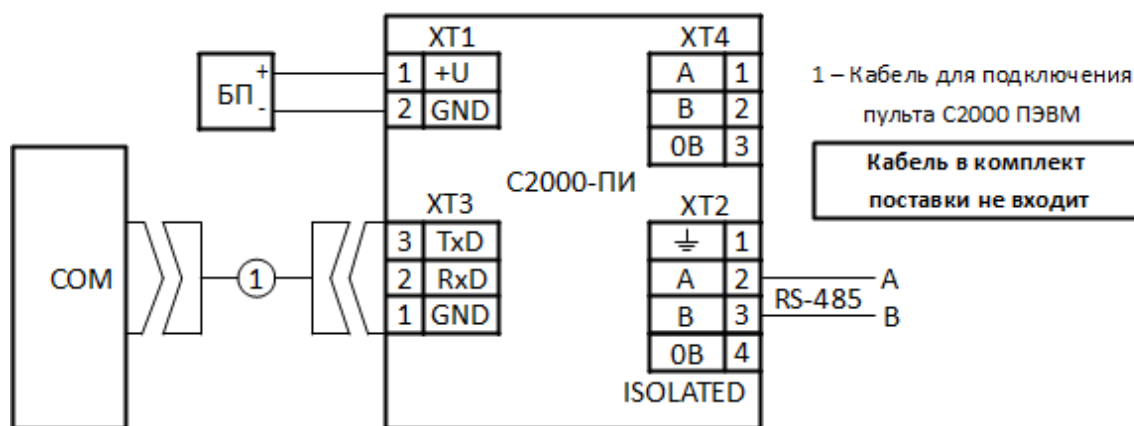 XT1
1 +U
2 GND
XT4
A 1
B 2
0B 3
БП + -
1 – Кабель для подключения
пульта С2000 ПЭВМ
Кабель в комплект
поставки не входит
С2000-ПИ
COM
1
XT3
3 TxD
2 RxD
1 GND
XT2
1
A 2
B 3
0B 4
ISOLATED
RS-485
A
B